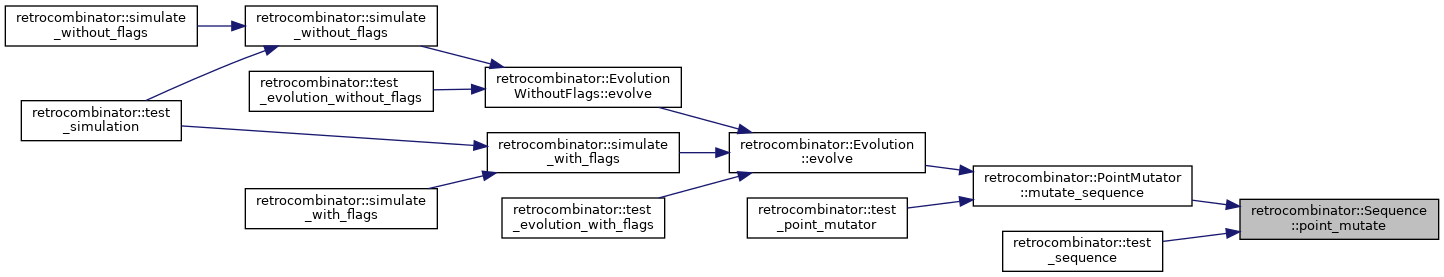 retrocombinator::simulate
_without_flags
retrocombinator::simulate
_without_flags
retrocombinator::test
_simulation
retrocombinator::test
_evolution_without_flags
retrocombinator::Evolution
WithoutFlags::evolve
retrocombinator::simulate
_with_flags
retrocombinator::simulate
_with_flags
retrocombinator::test
_evolution_with_flags
retrocombinator::Evolution
::evolve
retrocombinator::test
_point_mutator
retrocombinator::PointMutator
::mutate_sequence
retrocombinator::test
_sequence
retrocombinator::Sequence
::point_mutate